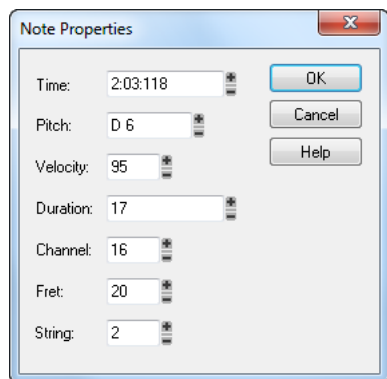 Note Properties
Time: 2:03:118 OK
Pitch: D 6 Cancel
Velocity: 95 Help
Duration: 17
Channel: 16
Fret: 20
String: 2